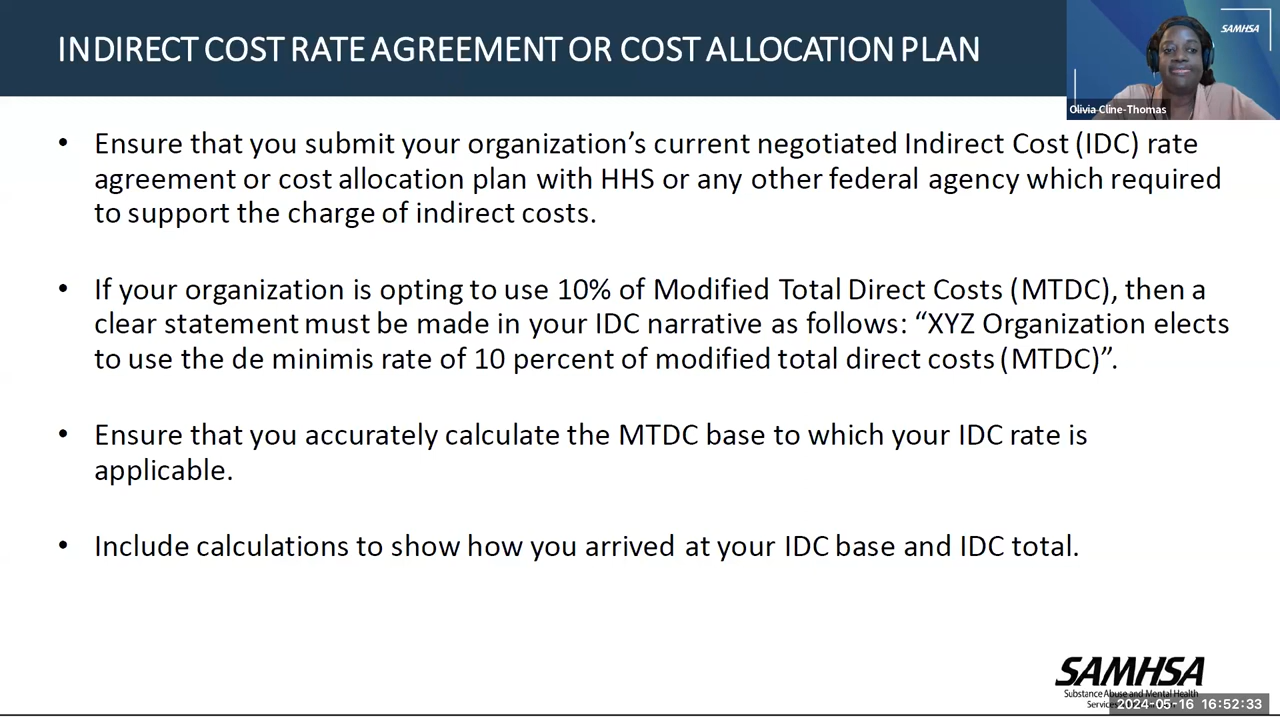 INDIRECT COST RATE AGREEMENT OR COST ALLOCATION PLAN
SAMHSA
Olivia Cline-Thomas
• Ensure that you submit your organization’s current negotiated Indirect Cost (IDC) rate
agreement or cost allocation plan with HHS or any other federal agency which required
to support the charge of indirect costs.
• If your organization is opting to use 10% of Modified Total Direct Costs (MTDC), then a
clear statement must be made in your IDC narrative as follows: “XYZ Organization elects
to use the de minimis rate of 10 percent of modified total direct costs (MTDC)”.
• Ensure that you accurately calculate the MTDC base to which your IDC rate is
applicable.
• Include calculations to show how you arrived at your IDC base and IDC total.
SAMHSA
Substance Abuse and Mental Health
2024-05-16 16:52:33